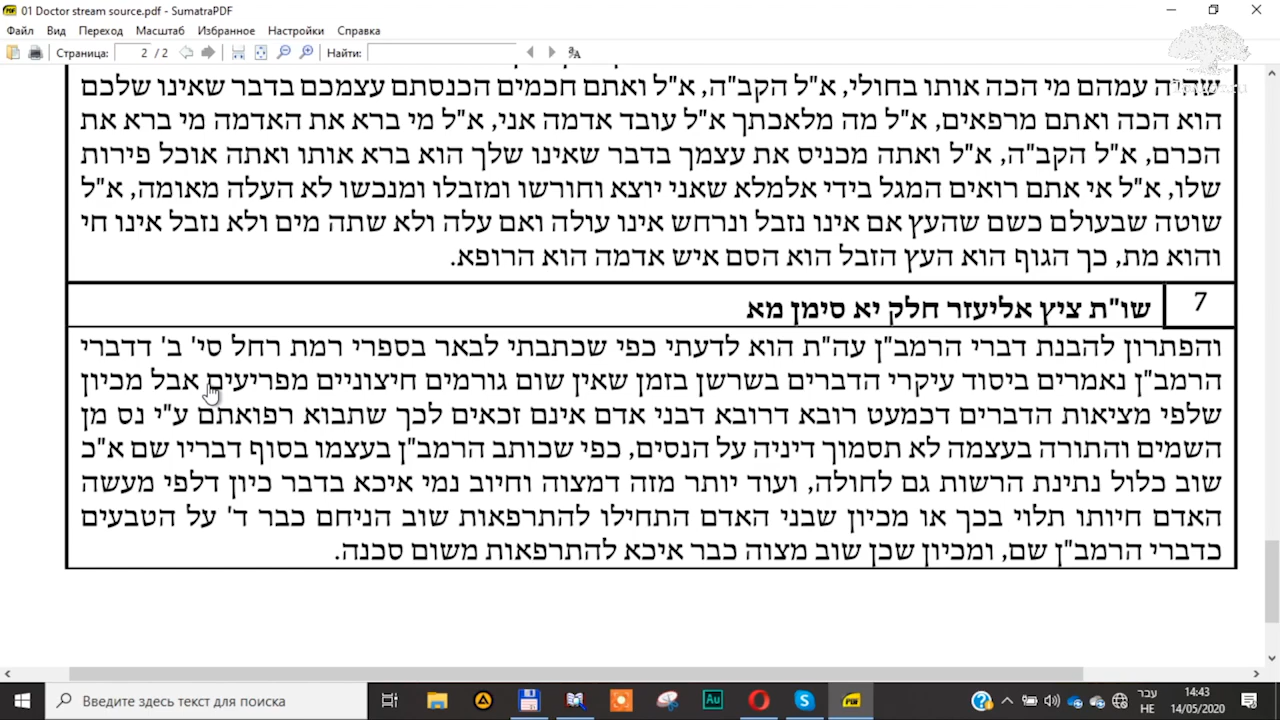 01 Doctor stream source.pdf - SumatraPDF
Файл Вид Переход Масштаб Избранное Настройки Справка
Страница: 2 / 2 Найти:
עמהם מי הכה אותו בחולי, א"ל הקב"ה, א"ל ואתם חכמים הכנסתם עצמכם בדבר שאינו שלכם
הוא הכה ואתם מרפאים, א"ל מה מלאכתך א"ל עובד אדמה אני, א"ל מי ברא את האדמה מי ברא את
הכרם, א"ל הקב"ה, א"ל ואתה מכניס את עצמך בדבר שאינו שלך הוא ברא אותו ואתה אוכל פירות
שלו, א"ל אי אתם רואים המגל בידי אלמלא שאני יוצא וחורשו ומזבלו ומנכשו לא העלה מאומה, א"ל
שוטה שבעולם כשם שהעץ אם אינו נזבל ונרחש אינו עולה ואם עלה ולא שתה מים ולא נזבל אינו חי
והוא מת, כך הגוף הוא העץ הזבל הוא הסם איש אדמה הוא הרופא.
7 שו"ת ציץ אליעזר חלק יא סימן מא
והפתרון להבנת דברי הרמב"ן עה"ת הוא לדעתי כפי שכתבתי לבאר בספרי רמת רחל סי' ב' דדברי
הרמב"ן נאמרים ביסוד עיקרי הדברים בשרשן בזמן שאין שום גורמים חיצוניים מפריעים אבל מכיון
שלפי מציאות הדברים דכמעט רובא דרובא דבני אדם אינם זכאים לכך שתבוא רפואתם ע"י נס מן
השמים והתורה בעצמה לא תסמוך דיניה על הנסים, כפי שכותב הרמב"ן בעצמו בסוף דבריו שם א"כ
שוב כלול נתינת הרשות גם לחולה, ועוד יותר מזה דמצוה וחיוב נמי איכא בדבר כיון דלפי מעשה
האדם חיותו תלוי בכך או מכיון שבני האדם התחילו להתרפאות שוב הניחם כבר ד' על הטבעים
כדברי הרמב"ן שם, ומכיון שכן שוב מצוה כבר איכא להתרפאות משום סכנה.
Введите здесь текст для поиска
עבר 14:43
HE 14/05/2020